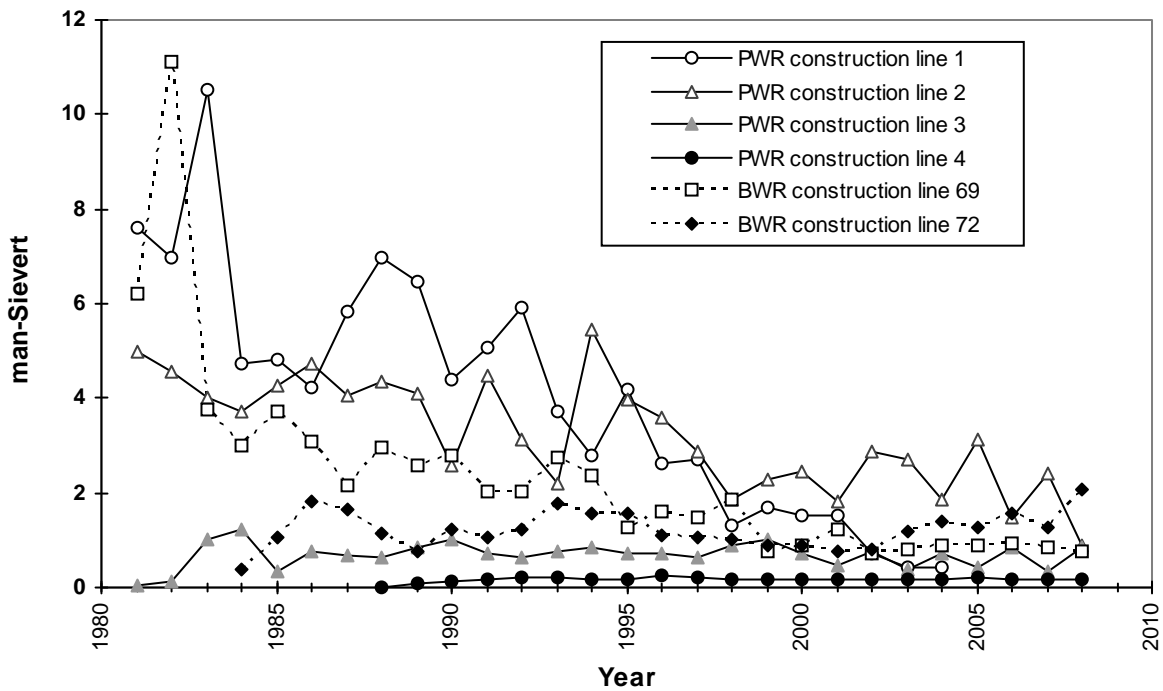 12
10
8
6
4
2
0
man-Sievert
PWR construction line 1
PWR construction line 2
PWR construction line 3
PWR construction line 4
BWR construction line 69
BWR construction line 72
1980
1985
1990
1995
2000
2005
2010
Year